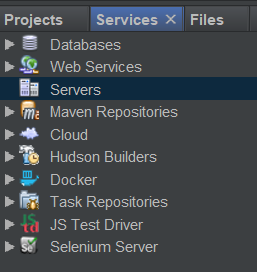 Projects Services Files
Databases
Web Services
Servers
Maven Repositories
Cloud
Hudson Builders
Docker
Task Repositories
JS Test Driver
Selenium Server